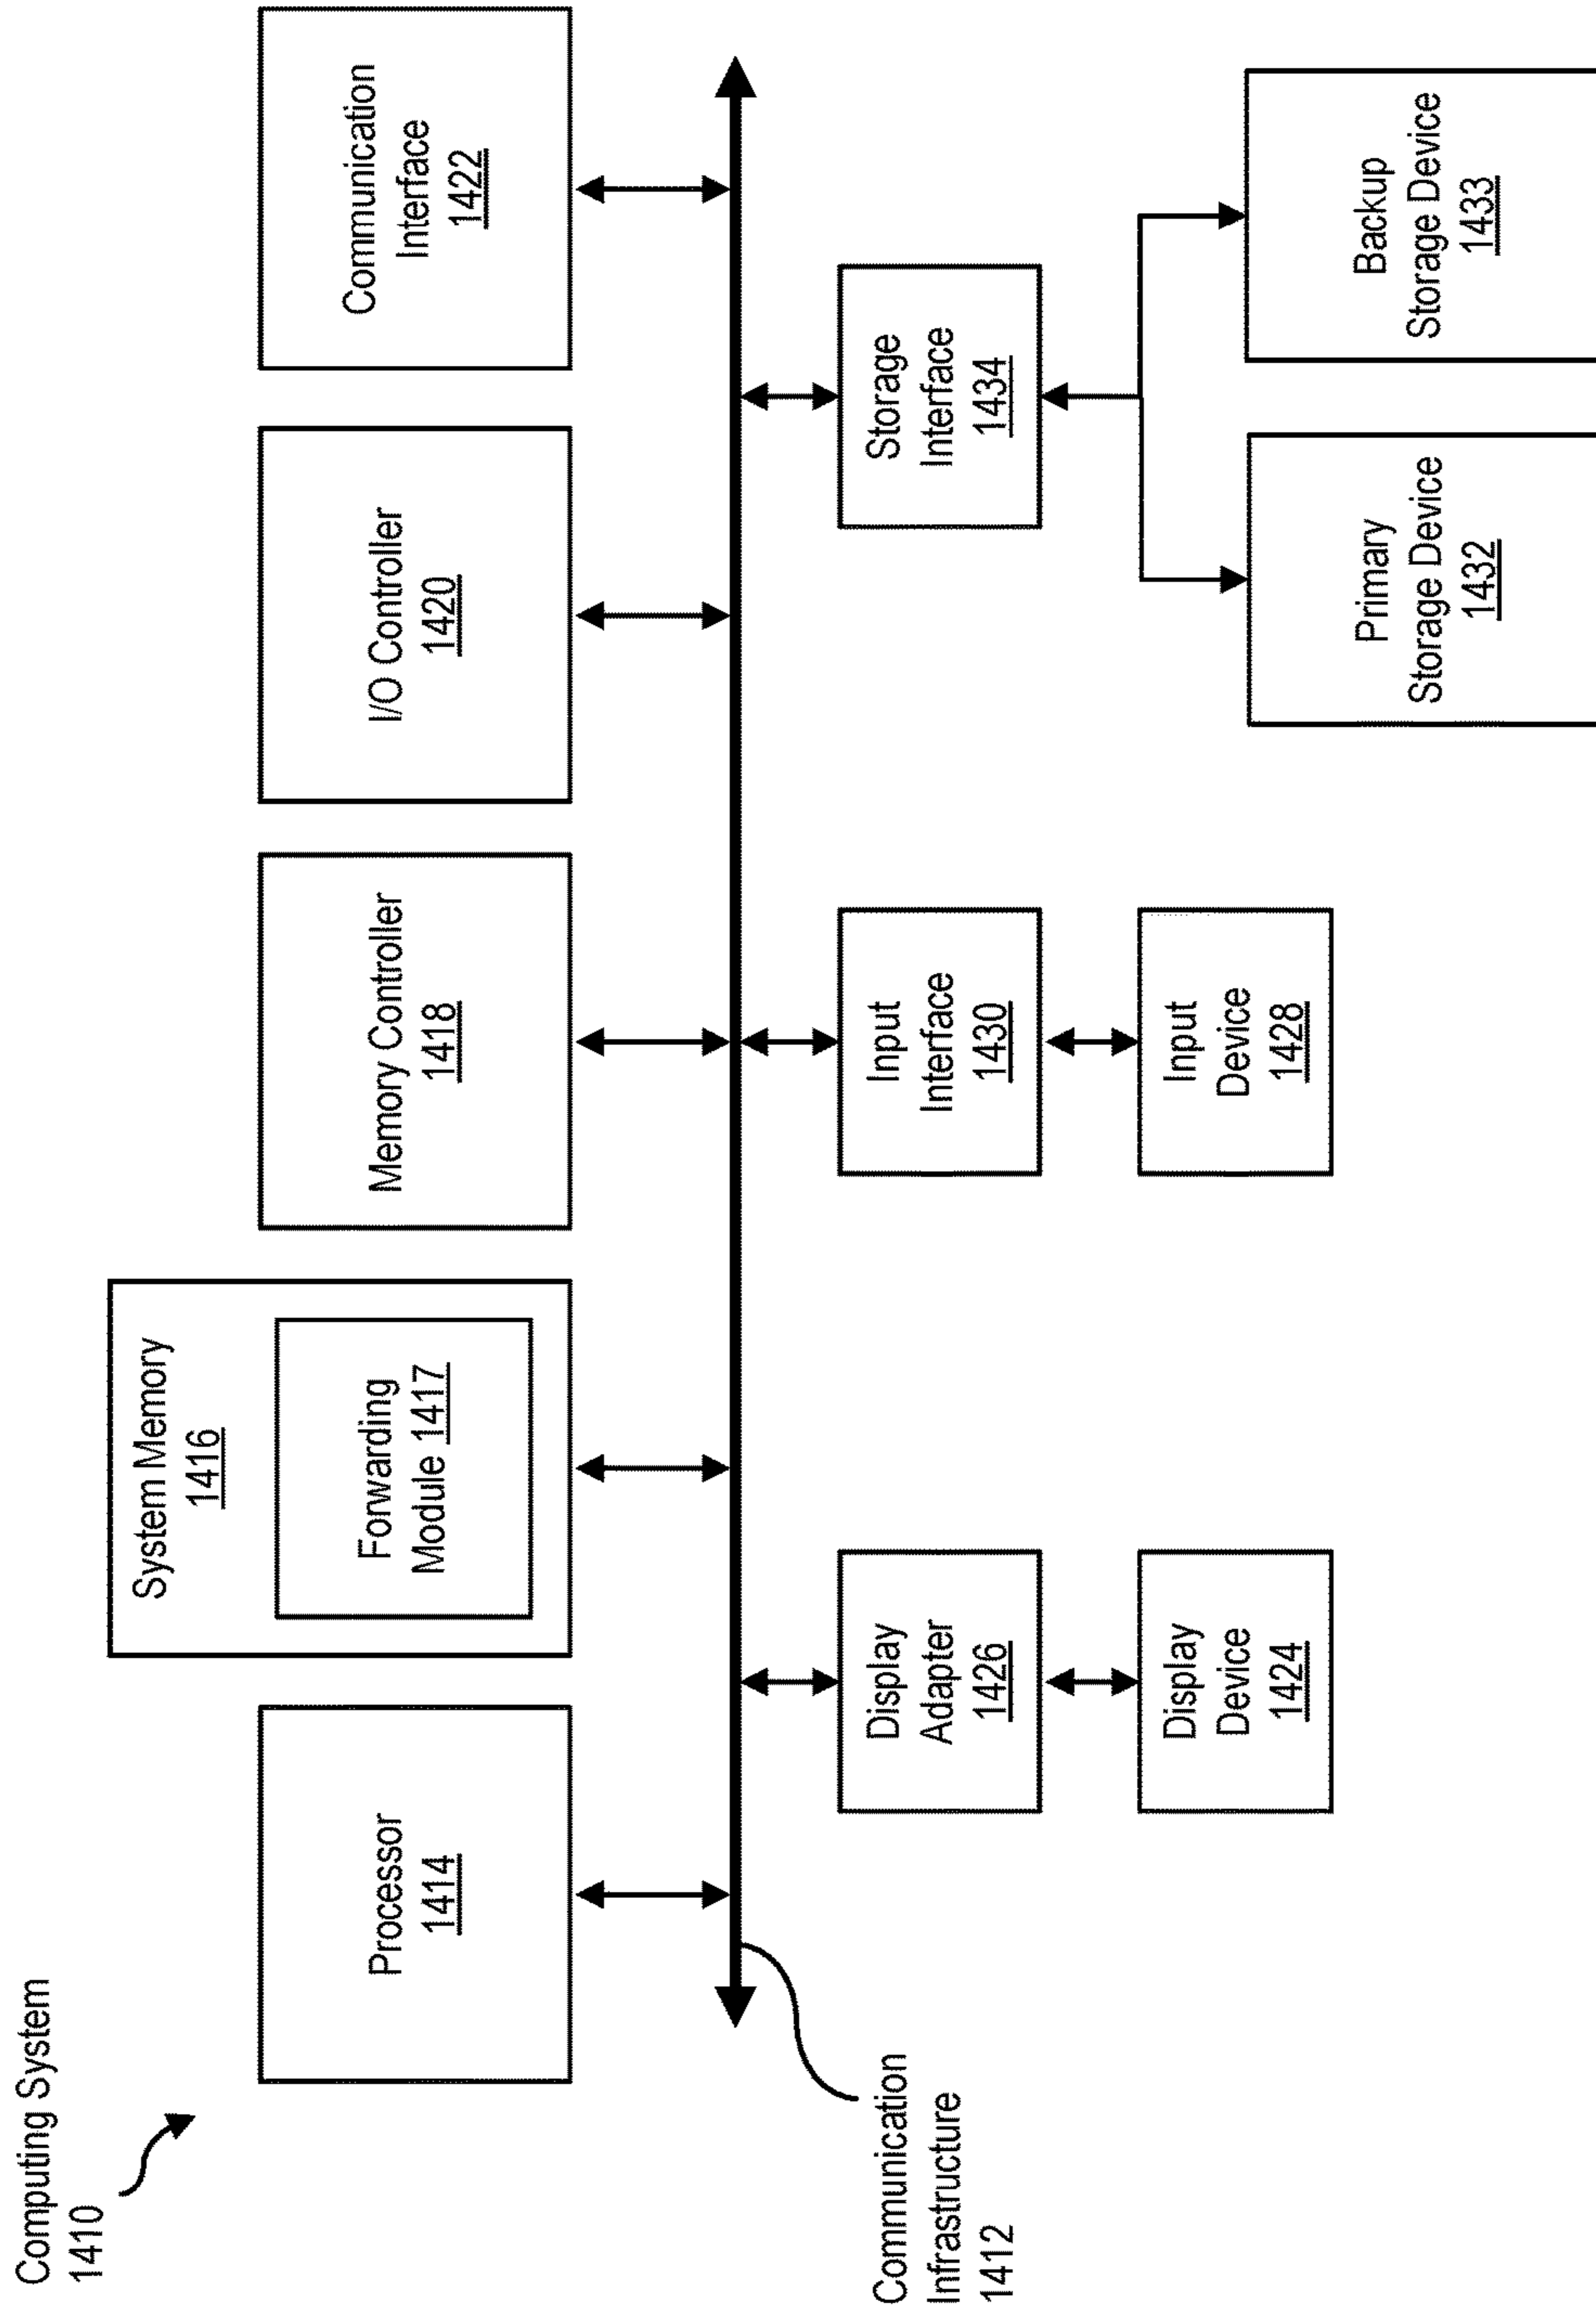 Computing System
1410
Processor
1414
System Memory
1416
Forwarding
Module 1417
Memory Controller
1418
I/O Controller
1420
Communication
Interface
1422
Communication
Infrastructure
1412
Display
Adapter
1426
Input
Interface
1430
Storage
Interface
1434
Display
Device
1424
Input
Device
1428
Primary
Storage Device
1432
Backup
Storage Device
1433